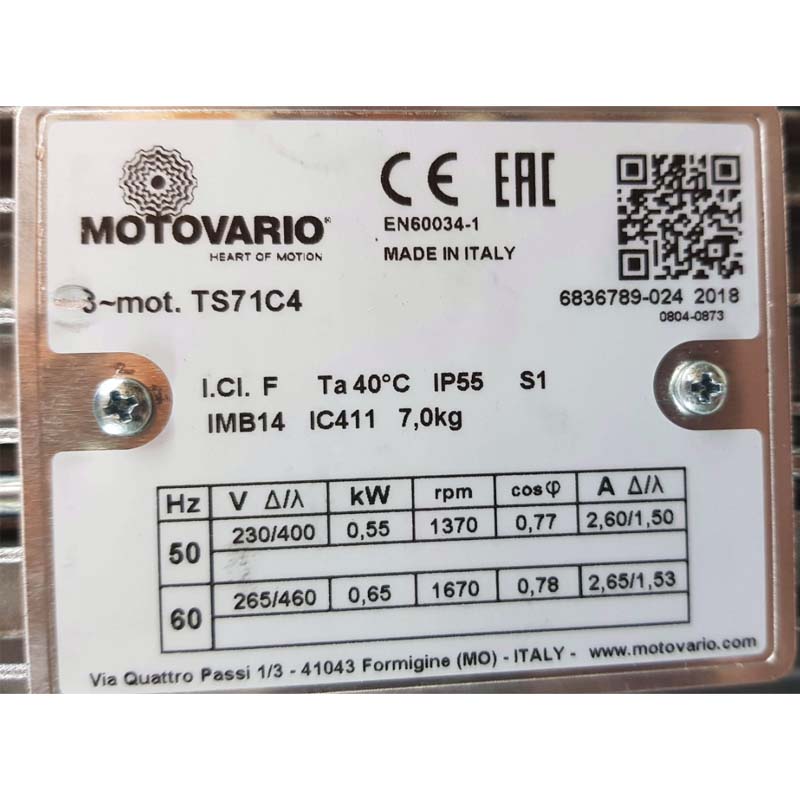 MOTOVARIO®
HEART OF MOTION
CE EAC
EN60034-1
MADE IN ITALY
3~mot. TS71C4
6836789-024 2018
0804-0873
I.Cl. F Ta 40°C IP55 S1
IMB14 IC411 7,0kg
Hz V Δ/λ kW rpm cosφ A Δ/λ
50 230/400 0,55 1370 0,77 2,60/1,50
60 265/460 0,65 1670 0,78 2,65/1,53
Via Quattro Passi 1/3 - 41043 Formigine (MO) - ITALY - www.motovario.com